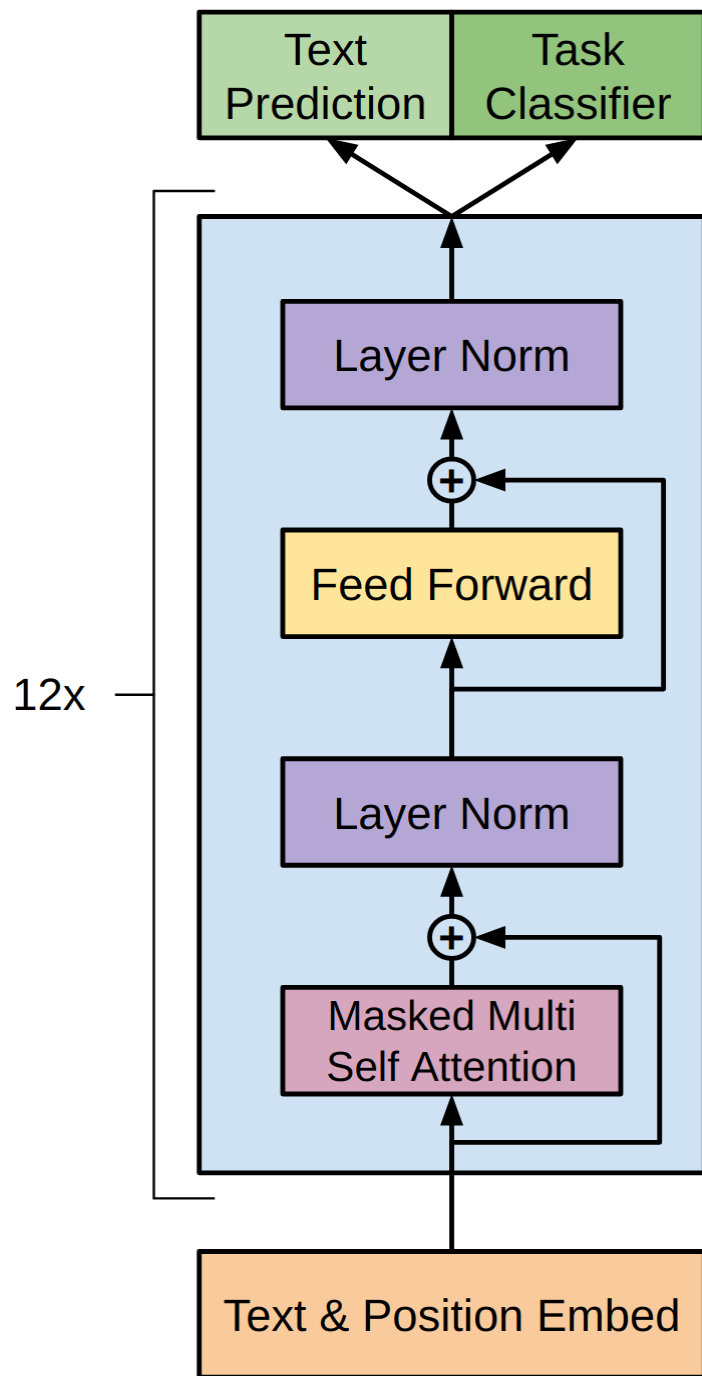 Text
Prediction
Task
Classifier
Layer Norm
+
Feed Forward
12x
Layer Norm
+
Masked Multi
Self Attention
Text & Position Embed